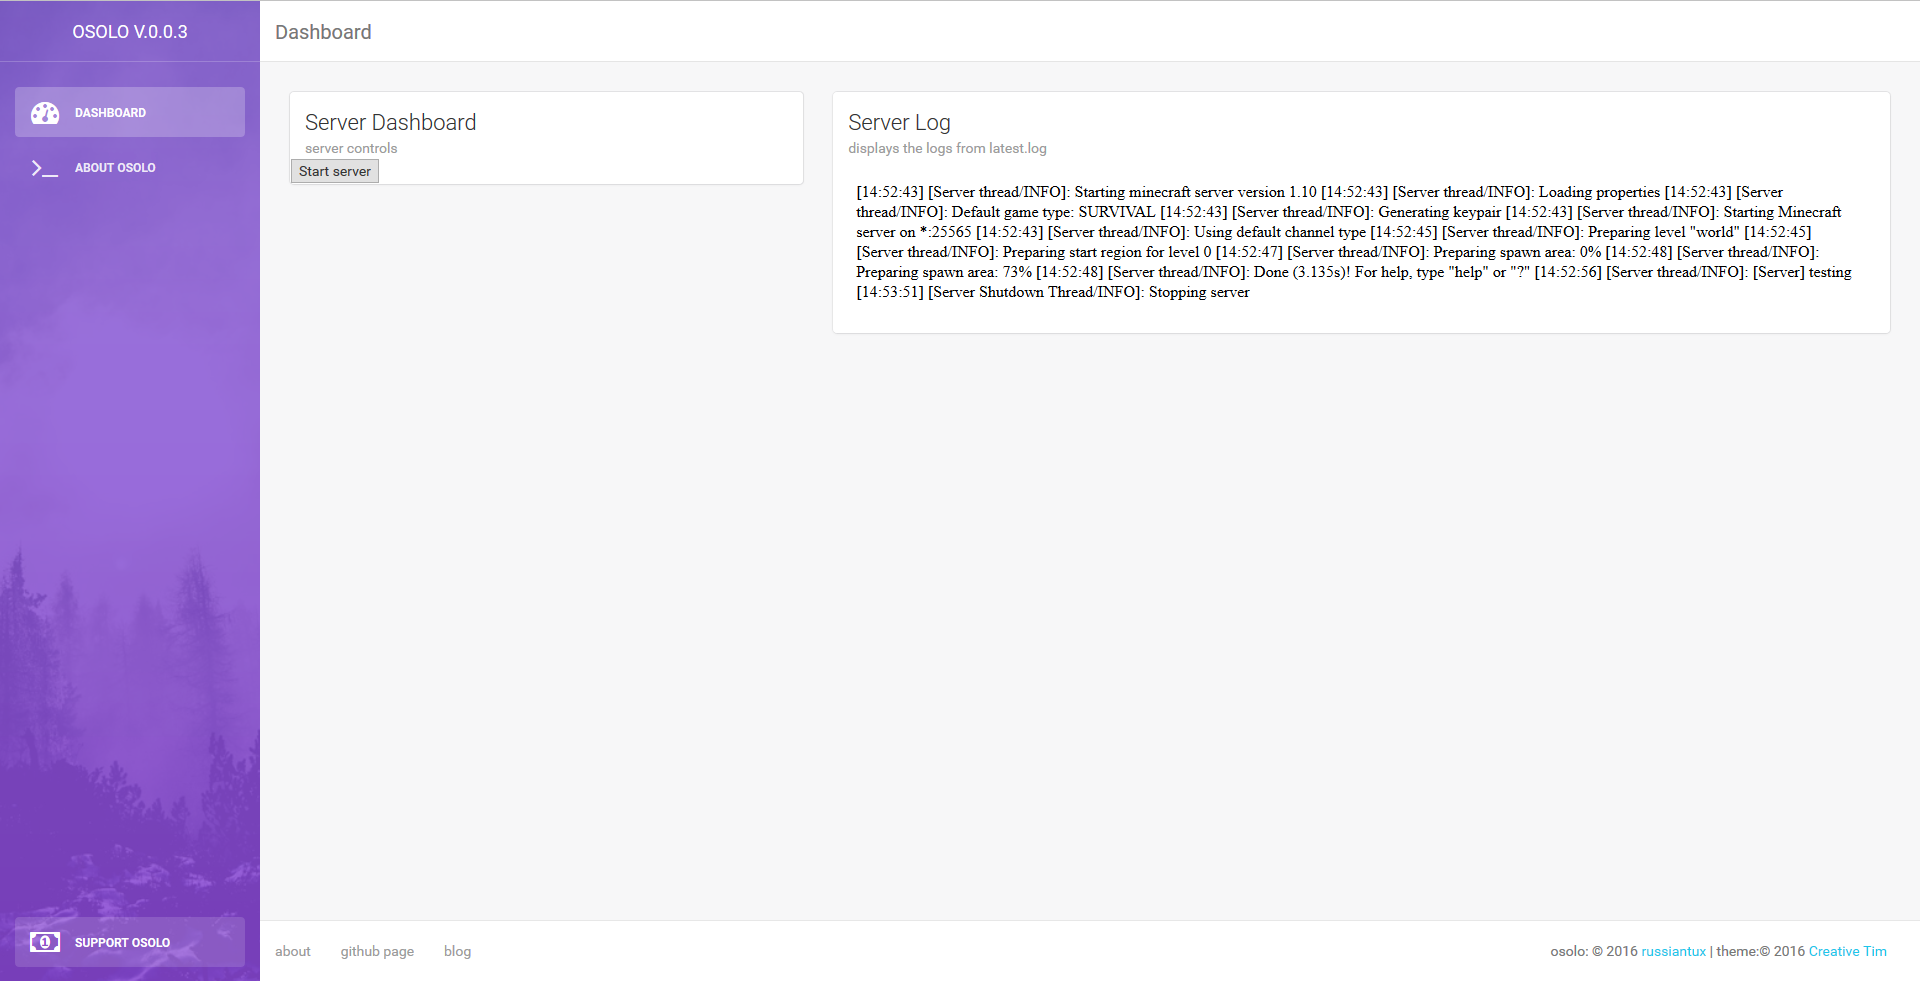 OSOLO V.0.0.3
DASHBOARD
ABOUT OSOLO
SUPPORT OSOLO
Dashboard
Server Dashboard
server controls
Start server
Server Log
displays the logs from latest.log
[14:52:43] [Server thread/INFO]: Starting minecraft server version 1.10 [14:52:43] [Server thread/INFO]: Loading properties [14:52:43] [Server
thread/INFO]: Default game type: SURVIVAL [14:52:43] [Server thread/INFO]: Generating keypair [14:52:43] [Server thread/INFO]: Starting Minecraft
server on *:25565 [14:52:43] [Server thread/INFO]: Using default channel type [14:52:45] [Server thread/INFO]: Preparing level "world" [14:52:45]
[Server thread/INFO]: Preparing start region for level 0 [14:52:47] [Server thread/INFO]: Preparing spawn area: 0% [14:52:48] [Server thread/INFO]:
Preparing spawn area: 73% [14:52:48] [Server thread/INFO]: Done (3.135s)! For help, type "help" or "?" [14:52:56] [Server thread/INFO]: [Server] testing
[14:53:51] [Server Shutdown Thread/INFO]: Stopping server
about github page blog
osolo: © 2016 russiantux | theme:© 2016 Creative Tim